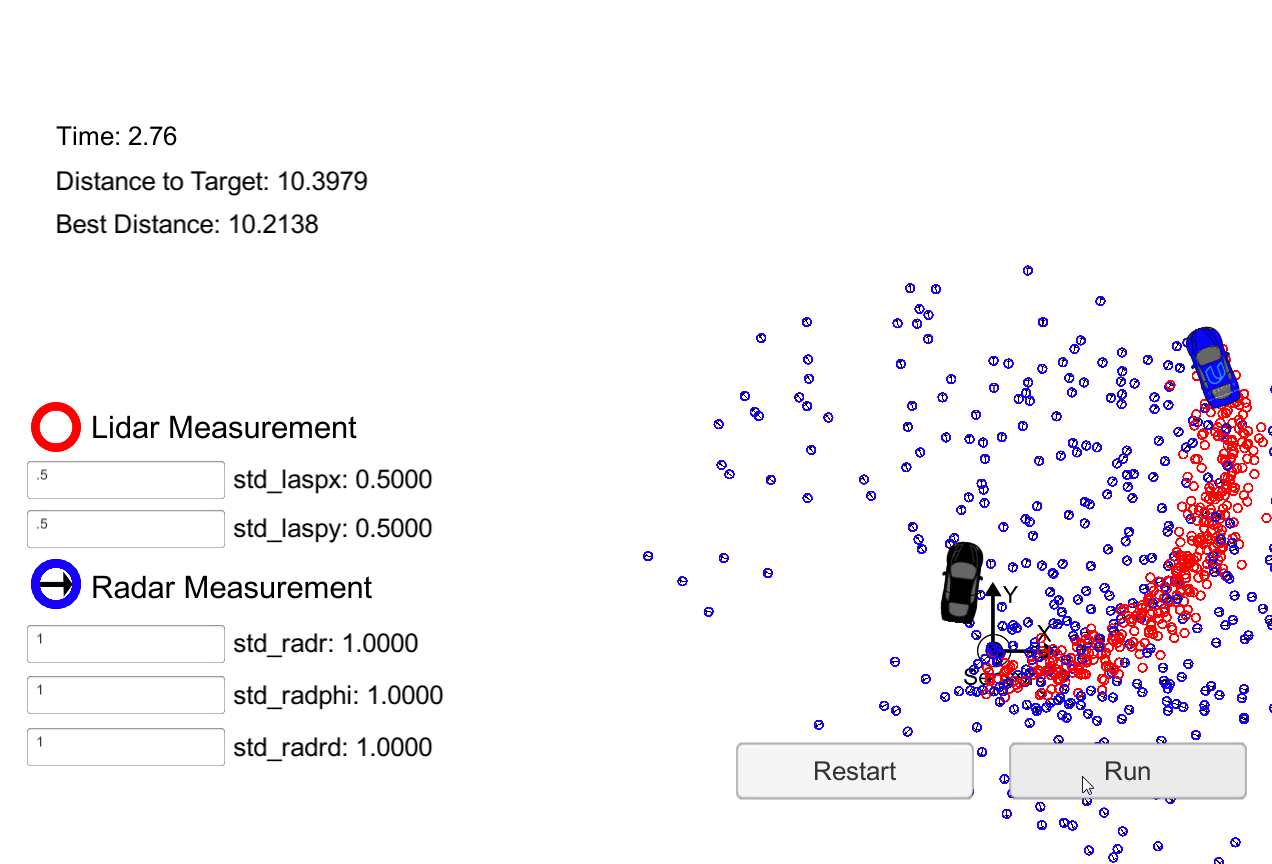 Time: 2.76
Distance to Target: 10.3979
Best Distance: 10.2138
Lidar Measurement
.5
std_laspx: 0.5000
.5
std_laspy: 0.5000
Radar Measurement
1
std_radr: 1.0000
1
std_radphi: 1.0000
1
std_radrd: 1.0000
Y
X
Restart
Run